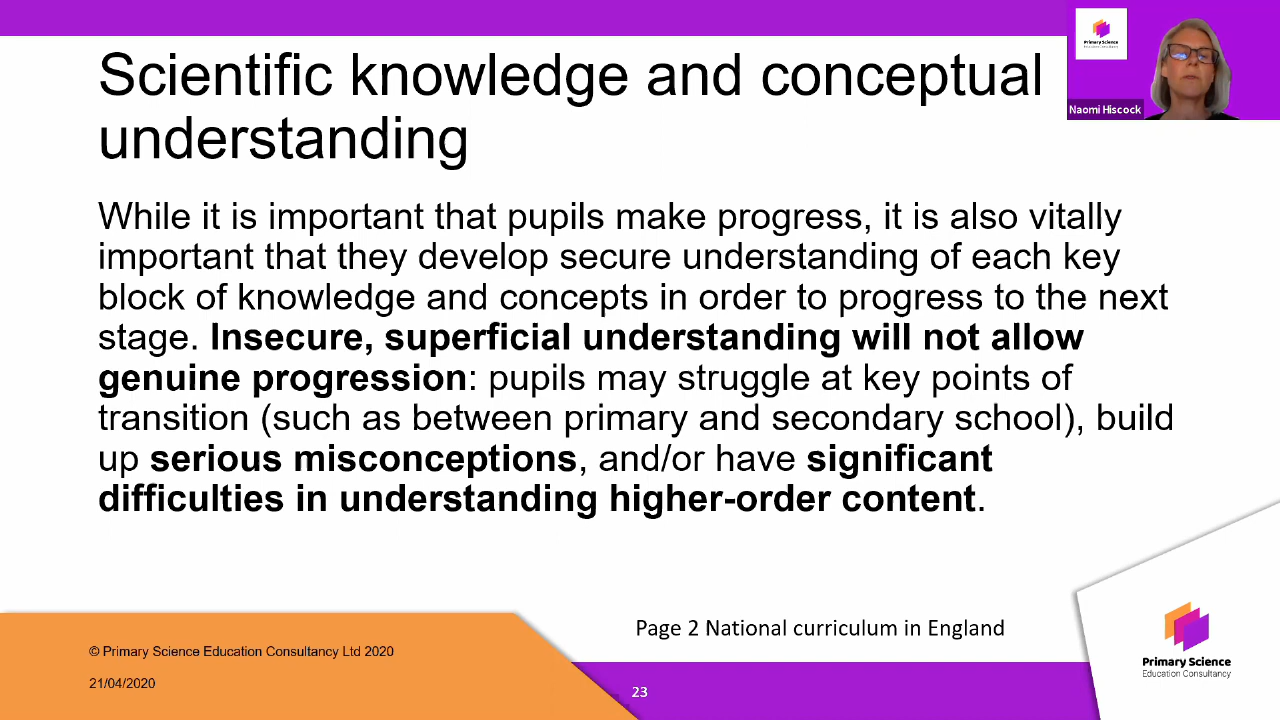 Scientific knowledge and conceptual
understanding
Primary Science
Naomi Hiscock
While it is important that pupils make progress, it is also vitally
important that they develop secure understanding of each key
block of knowledge and concepts in order to progress to the next
stage. Insecure, superficial understanding will not allow
genuine progression: pupils may struggle at key points of
transition (such as between primary and secondary school), build
up serious misconceptions, and/or have significant
difficulties in understanding higher-order content.
Page 2 National curriculum in England
© Primary Science Education Consultancy Ltd 2020
21/04/2020
23
Primary Science
Education Consultancy